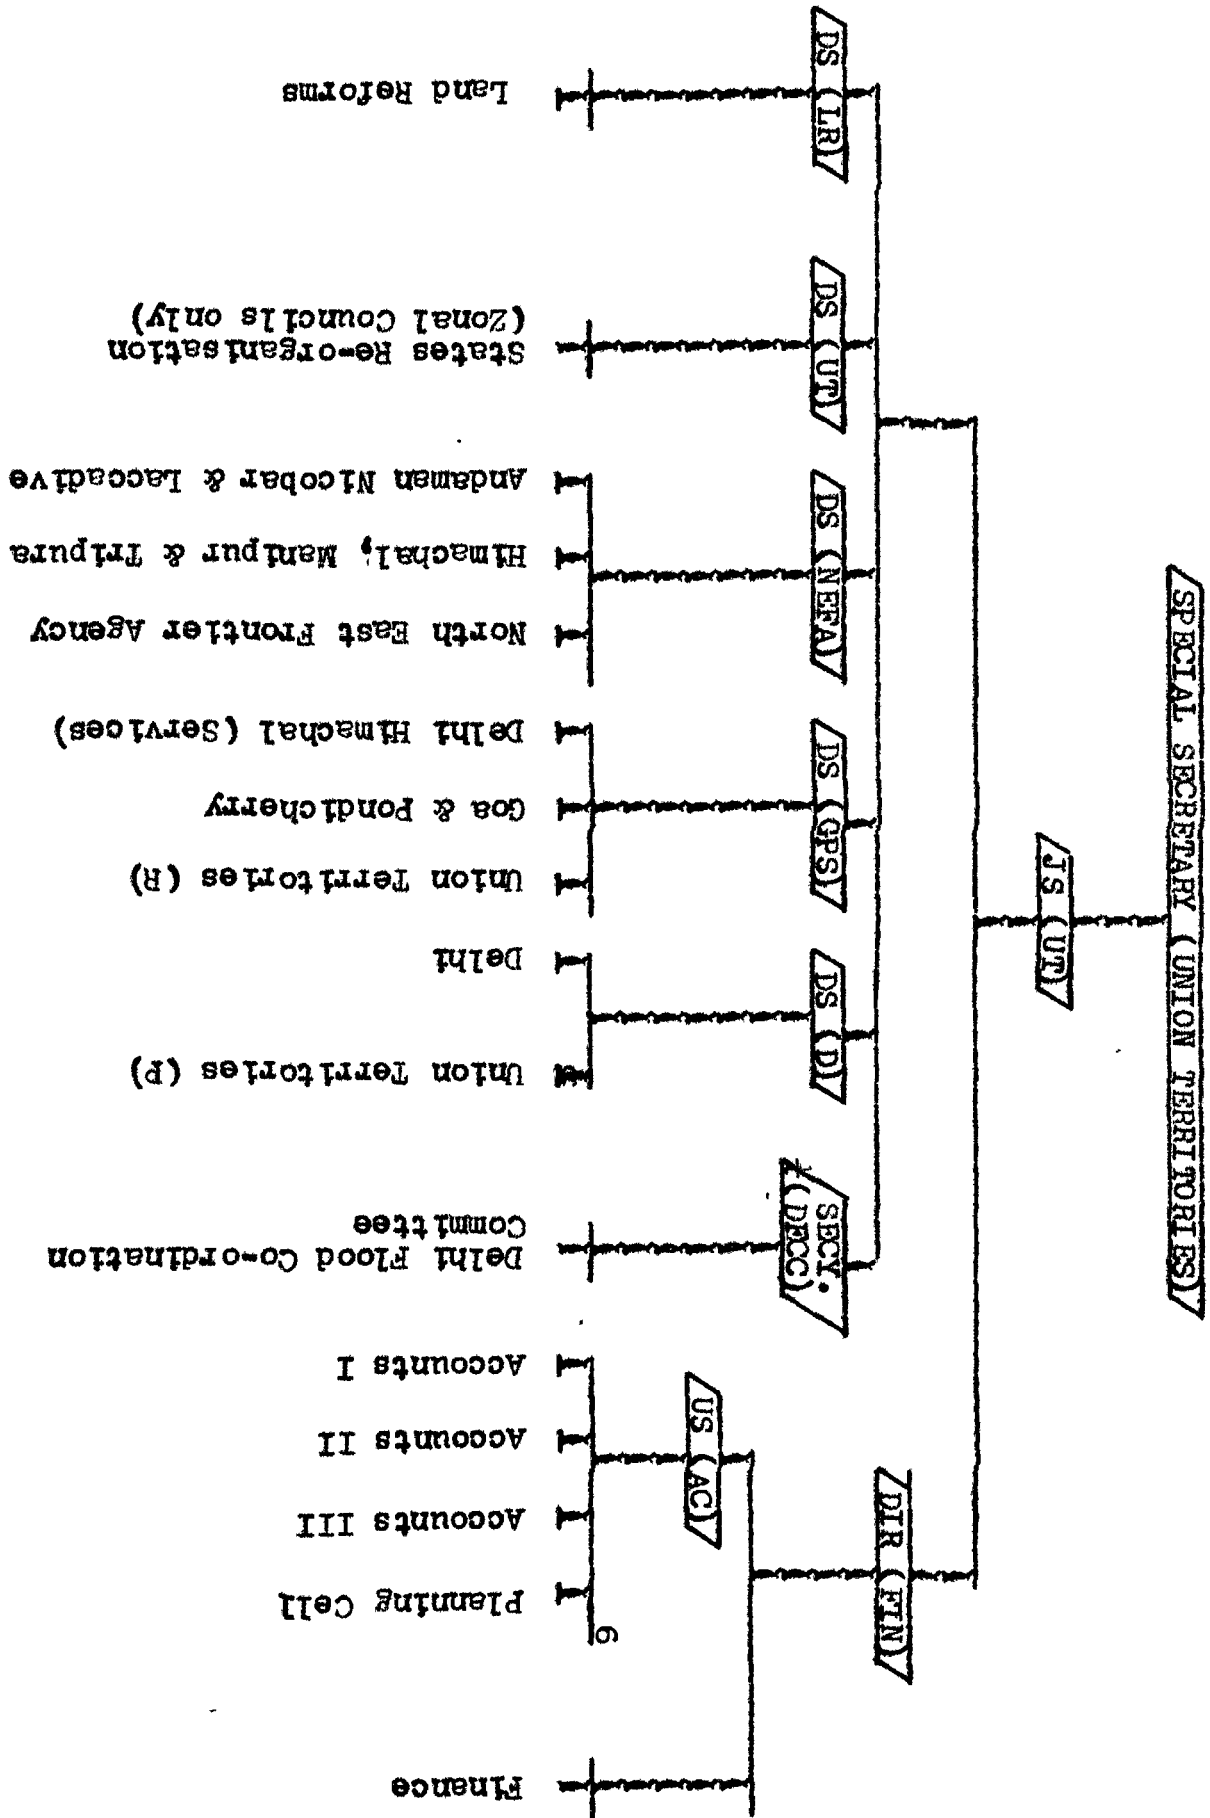 SPECIAL SECRETARY (UNION TERRITORIES)
JS (UT)
DIR (FIN)
DS (LR)
DS (UT)
DS (NEFA)
DS (GPS)
DS (D)
SECY.
(DECC)
US (AC)
Land Reforms
States Re-organisation
(Zonal Councils only)
Andaman Nicobar & Laccadive
Himachal, Manipur & Tripura
North East Frontier Agency
Delhi Himachal (Services)
Goa & Pondicherry
Union Territories (R)
Delhi
Union Territories (P)
Delhi Flood Co-ordination
Committee
Accounts I
Accounts II
Accounts III
Planning Cell
Finance
6